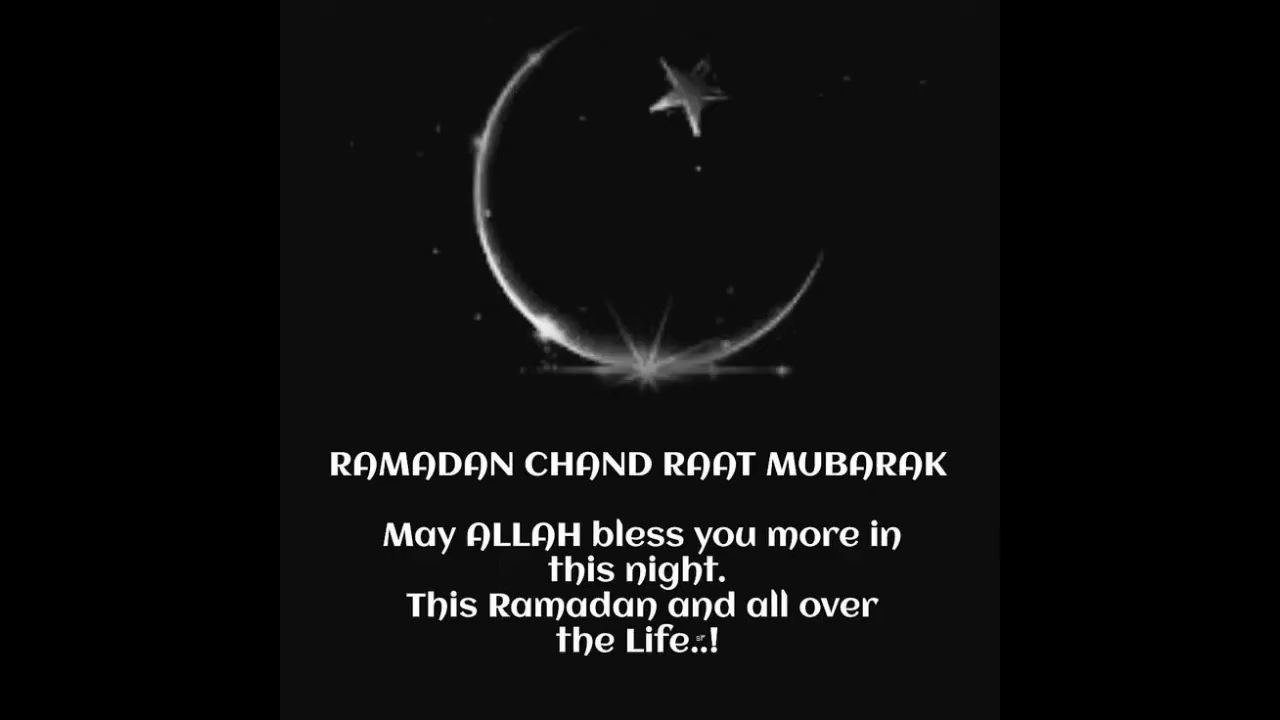 RAMADAN CHAND RAAT MUBARAK
May ALLAH bless you more in
this night.
This Ramadan and all over
the Life..!